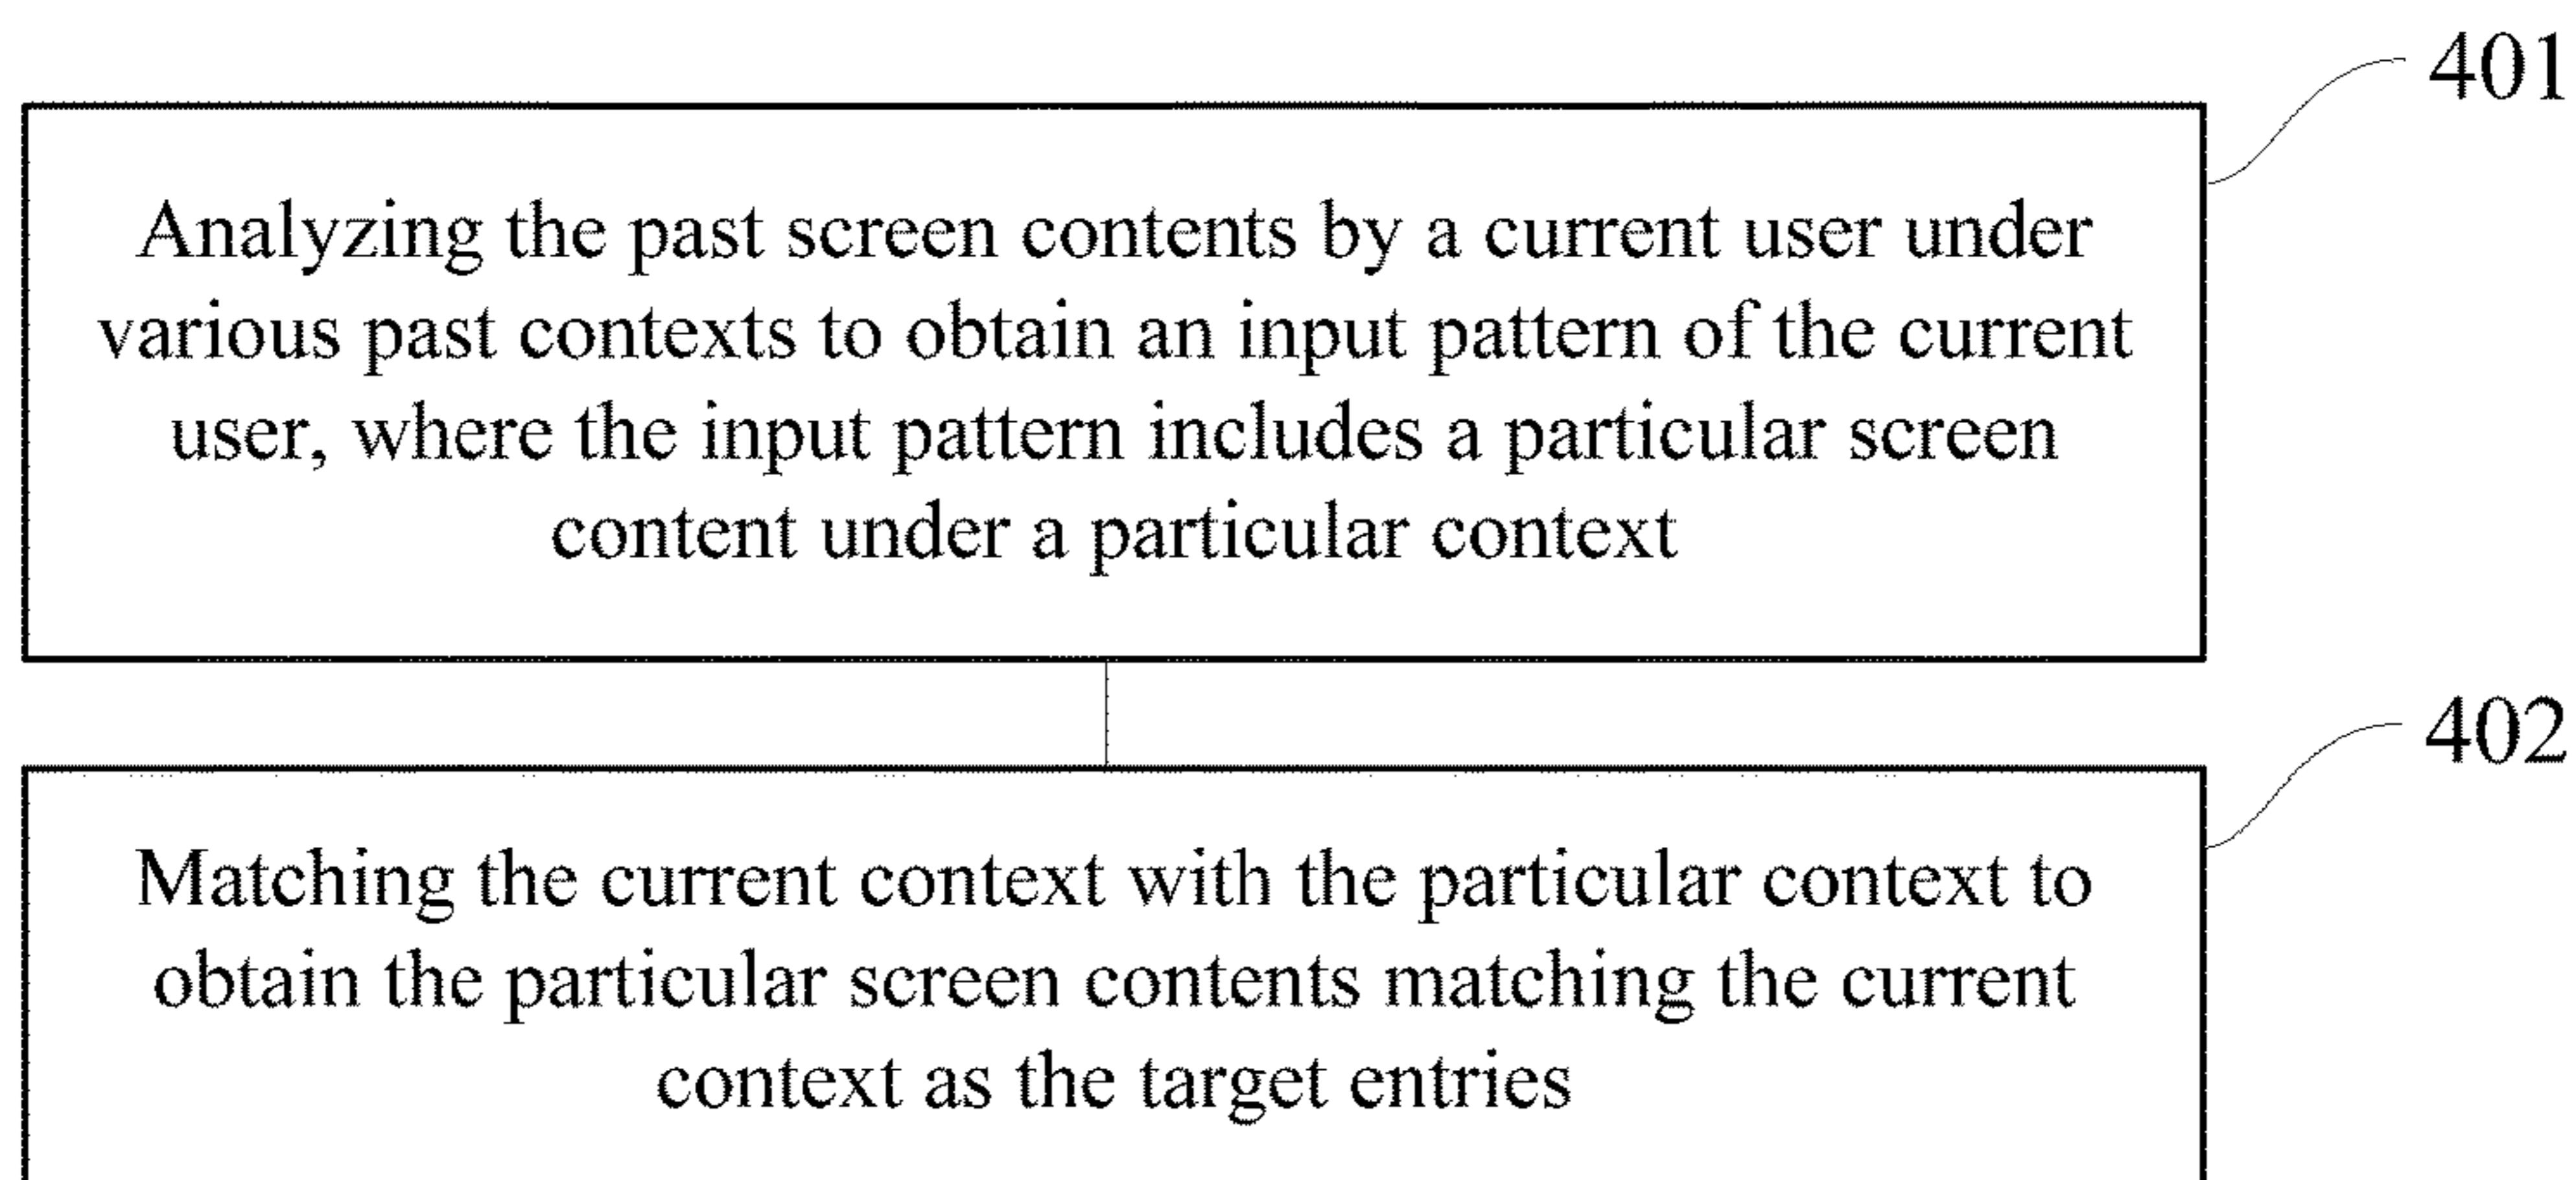 401
Analyzing the past screen contents by a current user under
various past contexts to obtain an input pattern of the current
user, where the input pattern includes a particular screen
content under a particular context
402
Matching the current context with the particular context to
obtain the particular screen contents matching the current
context as the target entries